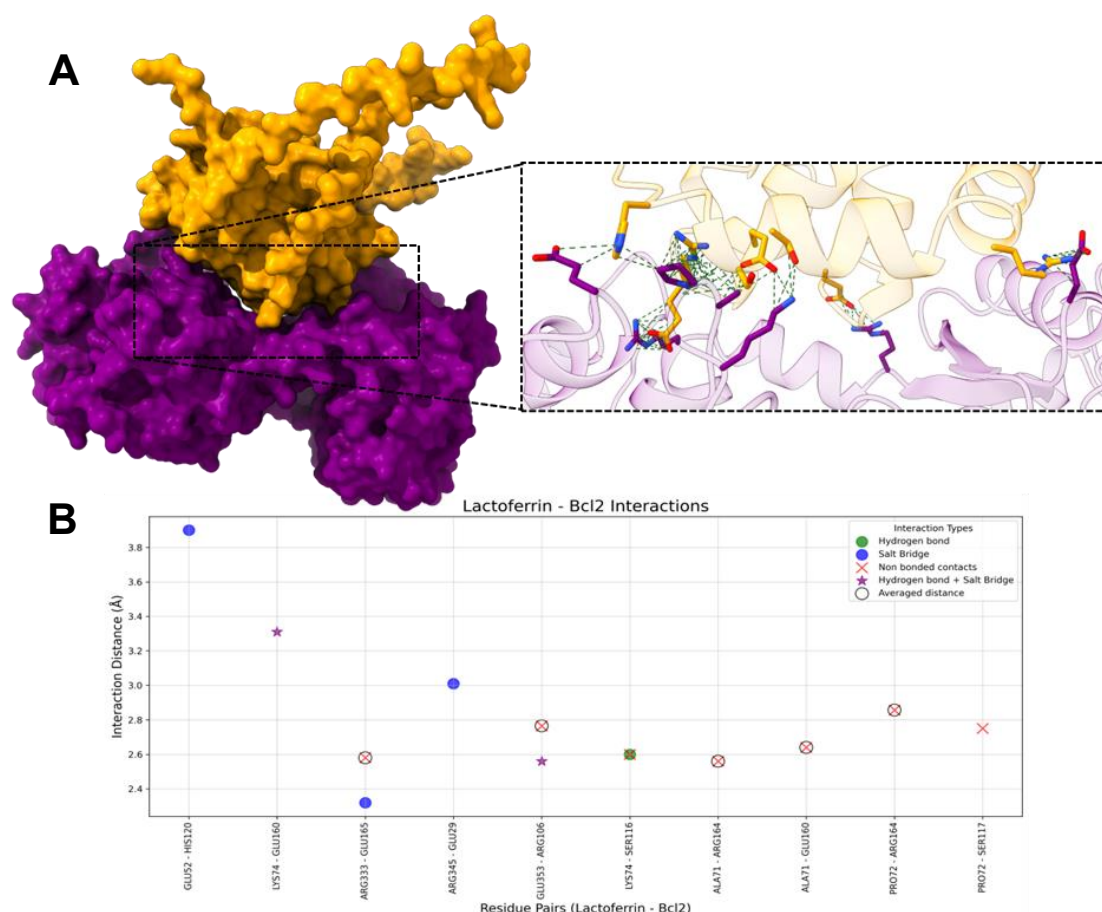 A
B
Lactoferrin - Bcl2 Interactions
Interaction Types
Hydrogen bond
Salt Bridge
Non bonded contacts
Hydrogen bond + Salt Bridge
Averaged distance
Interaction Distance (Å)
3.8
3.6
3.4
3.2
3.0
2.8
2.6
2.4
GLU52 - HIS120
LYS74 - GLU160
ARG333 - GLU165
ARG345 - GLU29
GLU353 - ARG106
LYS74 - SER116
ALA71 - ARG164
ALA71 - GLU160
PRO72 - ARG164
PRO72 - SER117
Residue Pairs (Lactoferrin - Bcl2)